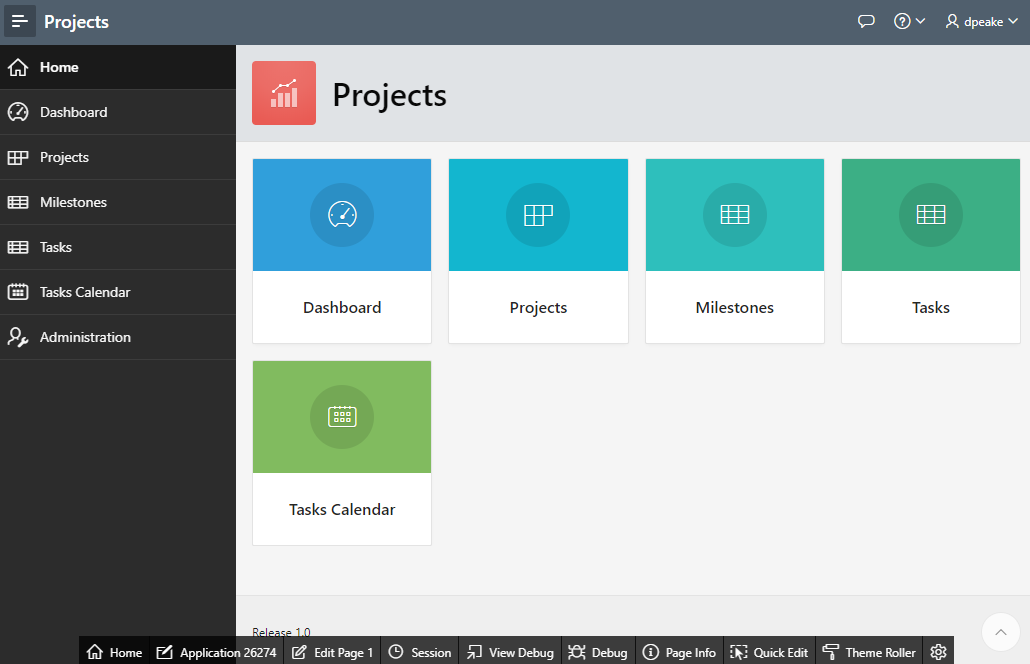 Projects
dpeake
Home
Dashboard
Projects
Milestones
Tasks
Tasks Calendar
Administration
Projects
Dashboard
Projects
Milestones
Tasks
Tasks Calendar
Release 1.0
Home
Application 26274
Edit Page 1
Session
View Debug
Debug
Page Info
Quick Edit
Theme Roller